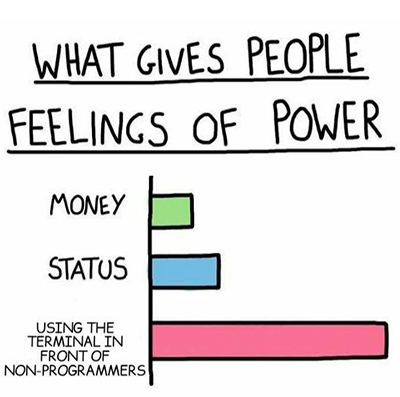 WHAT GIVES PEOPLE
FEELINGS OF POWER
MONEY
STATUS
USING THE
TERMINAL IN
FRONT OF
NON-PROGRAMMERS